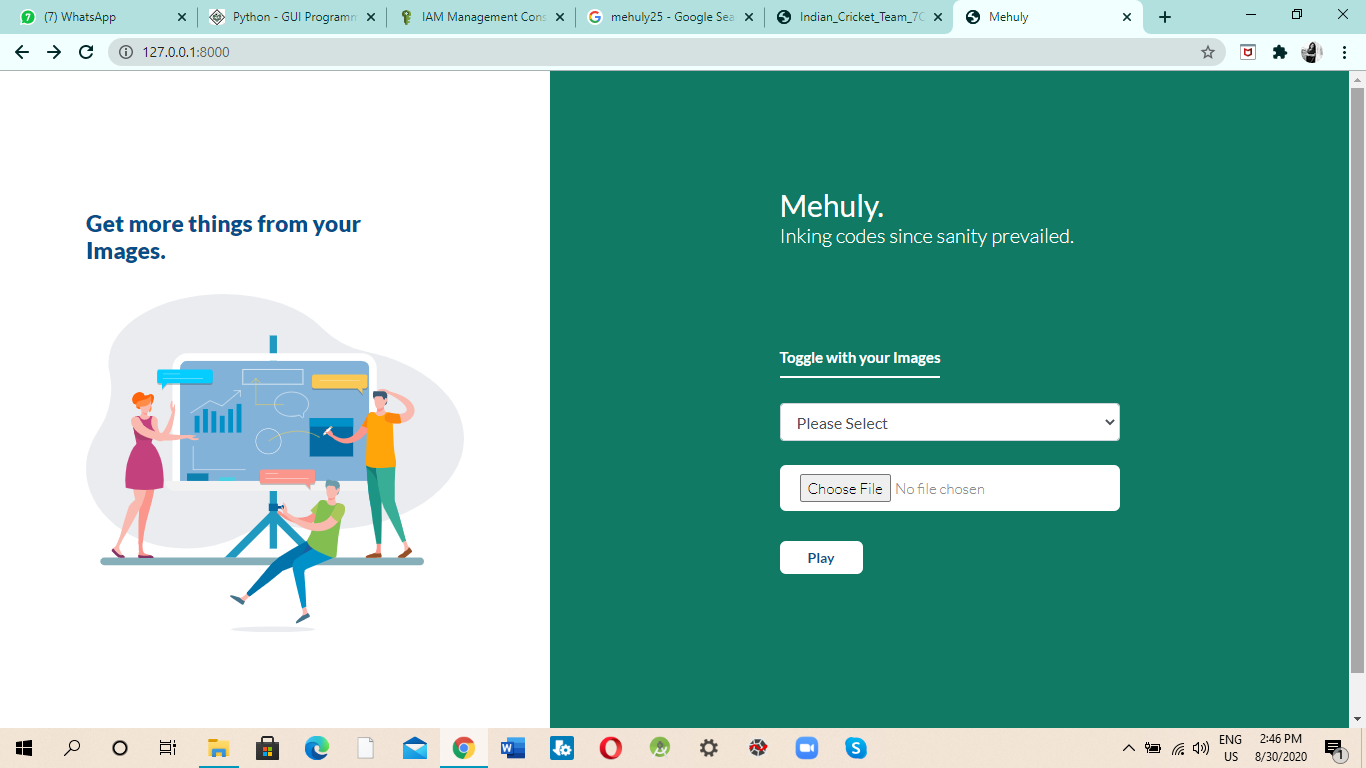 (7) WhatsApp
Python - GUI Programm
IAM Management Cons
mehuly25 - Google Sea
Indian_Cricket_Team_7C
Mehuly
127.0.0.1:8000
Get more things from your
Images.
Mehuly.
Inking codes since sanity prevailed.
Toggle with your Images
Please Select
Choose File No file chosen
Play
ENG
US
2:46 PM
8/30/2020
1